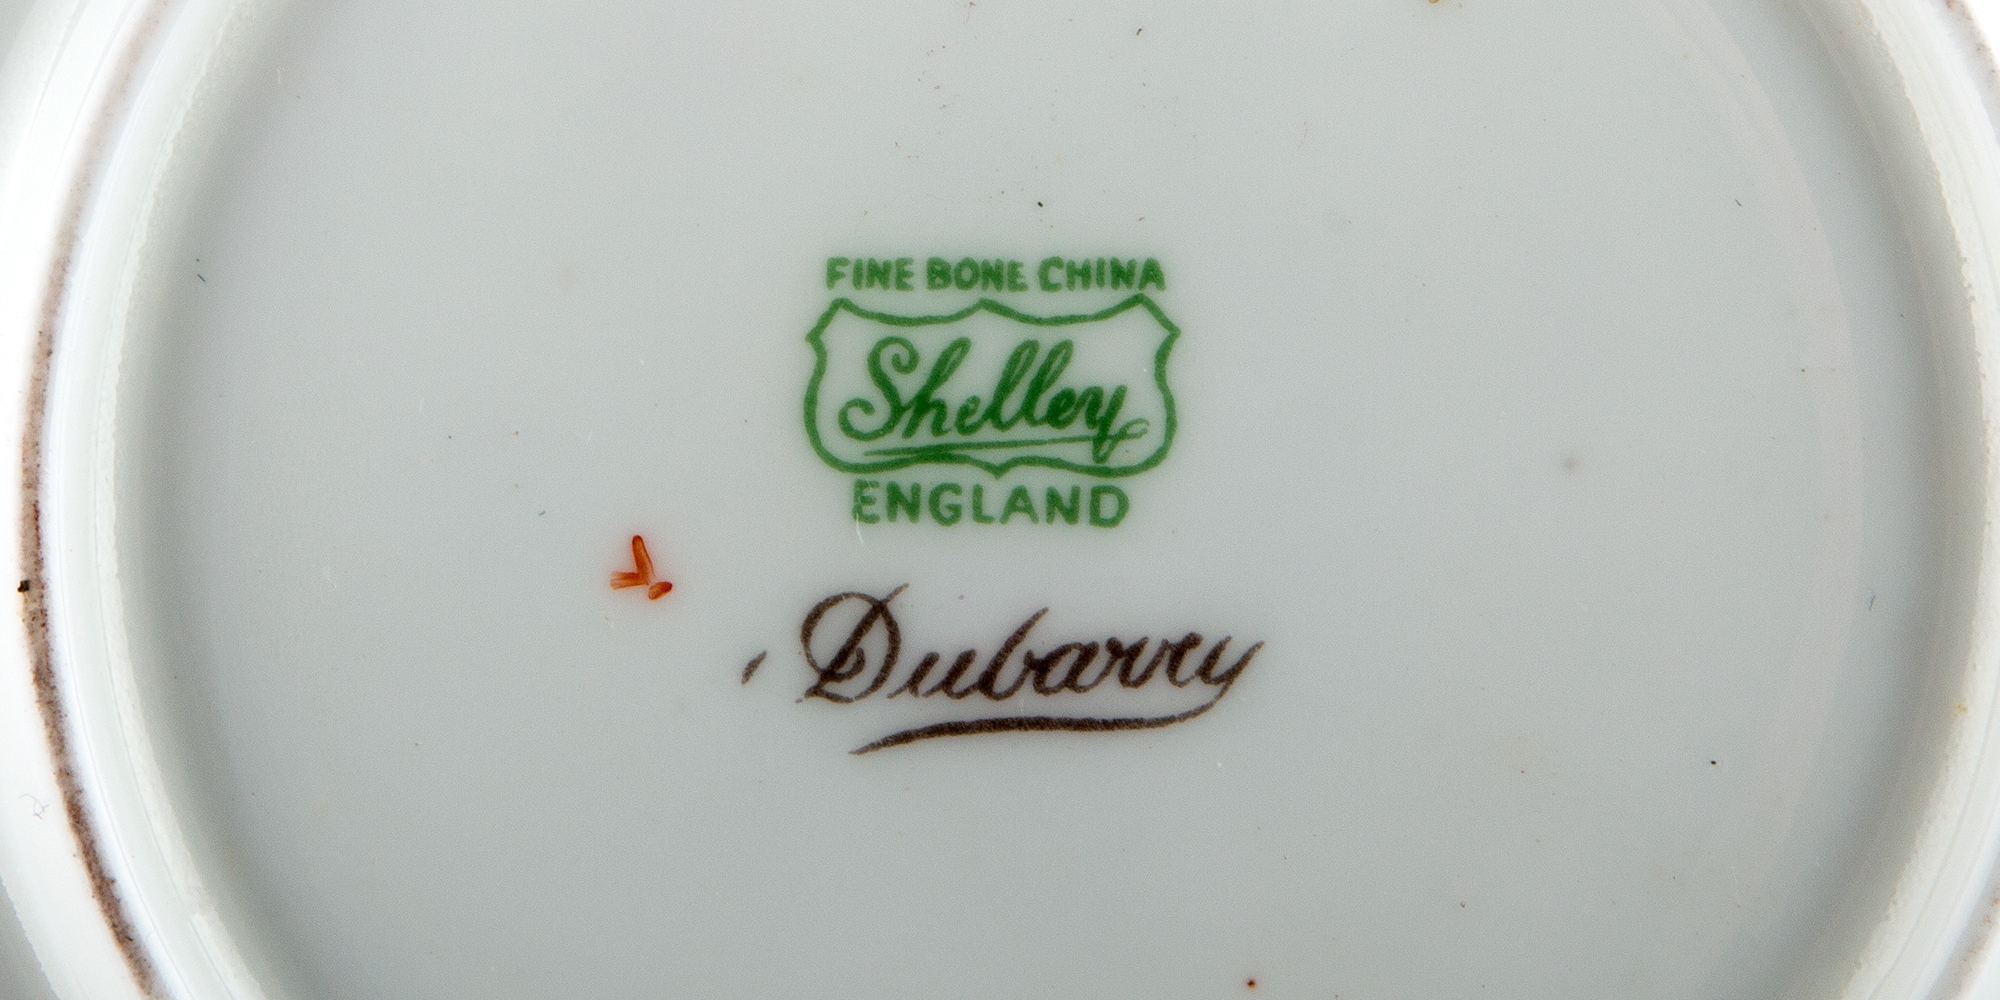 FINE BONE CHINA
Shelley
ENGLAND
Dubarry